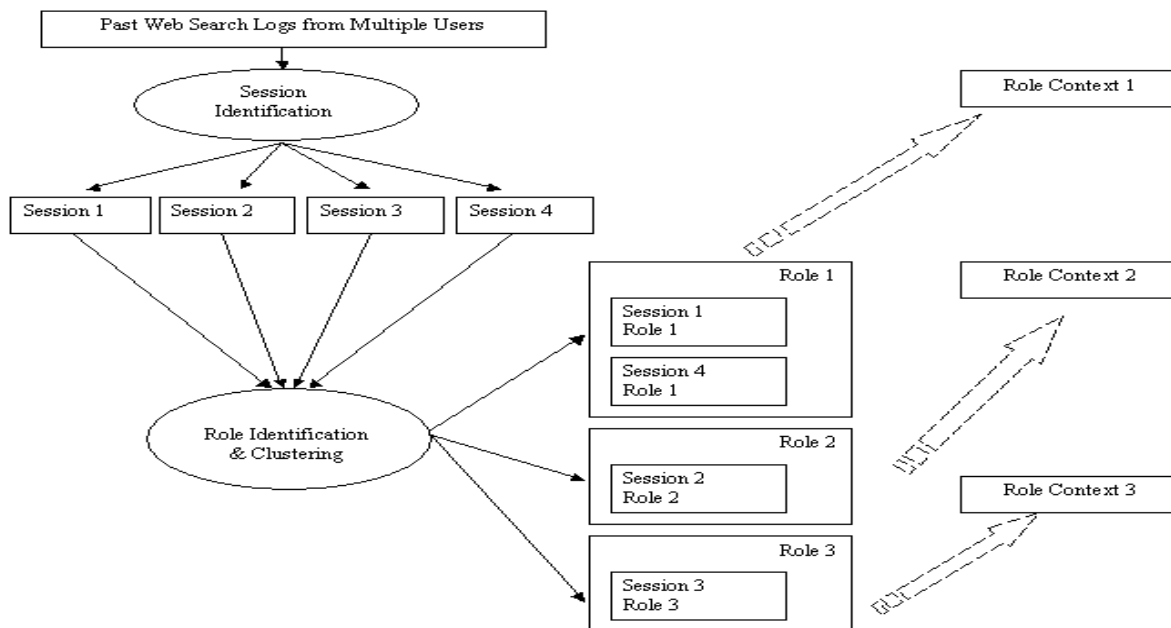 Past Web Search Logs from Multiple Users
Session
Identification
Role Context 1
Session 1
Session 2
Session 3
Session 4
Role 1
Session 1
Role 1
Session 4
Role 1
Role Context 2
Role Identification
& Clustering
Role 2
Session 2
Role 2
Role Context 3
Role 3
Session 3
Role 3